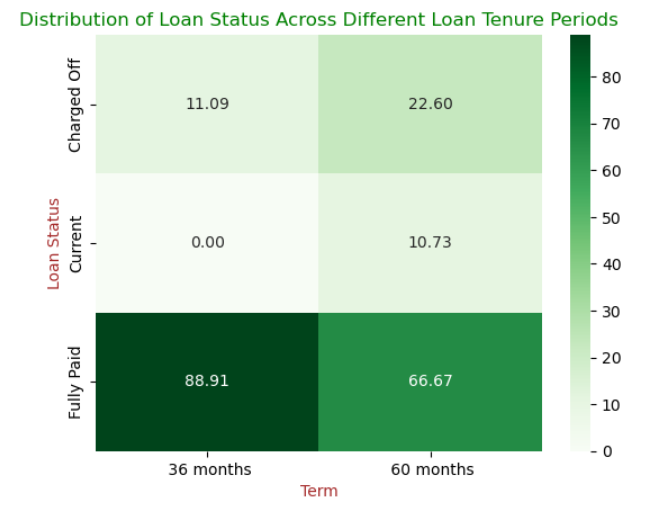 Distribution of Loan Status Across Different Loan Tenure Periods
Loan Status
Charged Off
11.09
22.60
Current
0.00
10.73
Fully Paid
88.91
66.67
36 months
60 months
Term
80
70
60
50
40
30
20
10
0